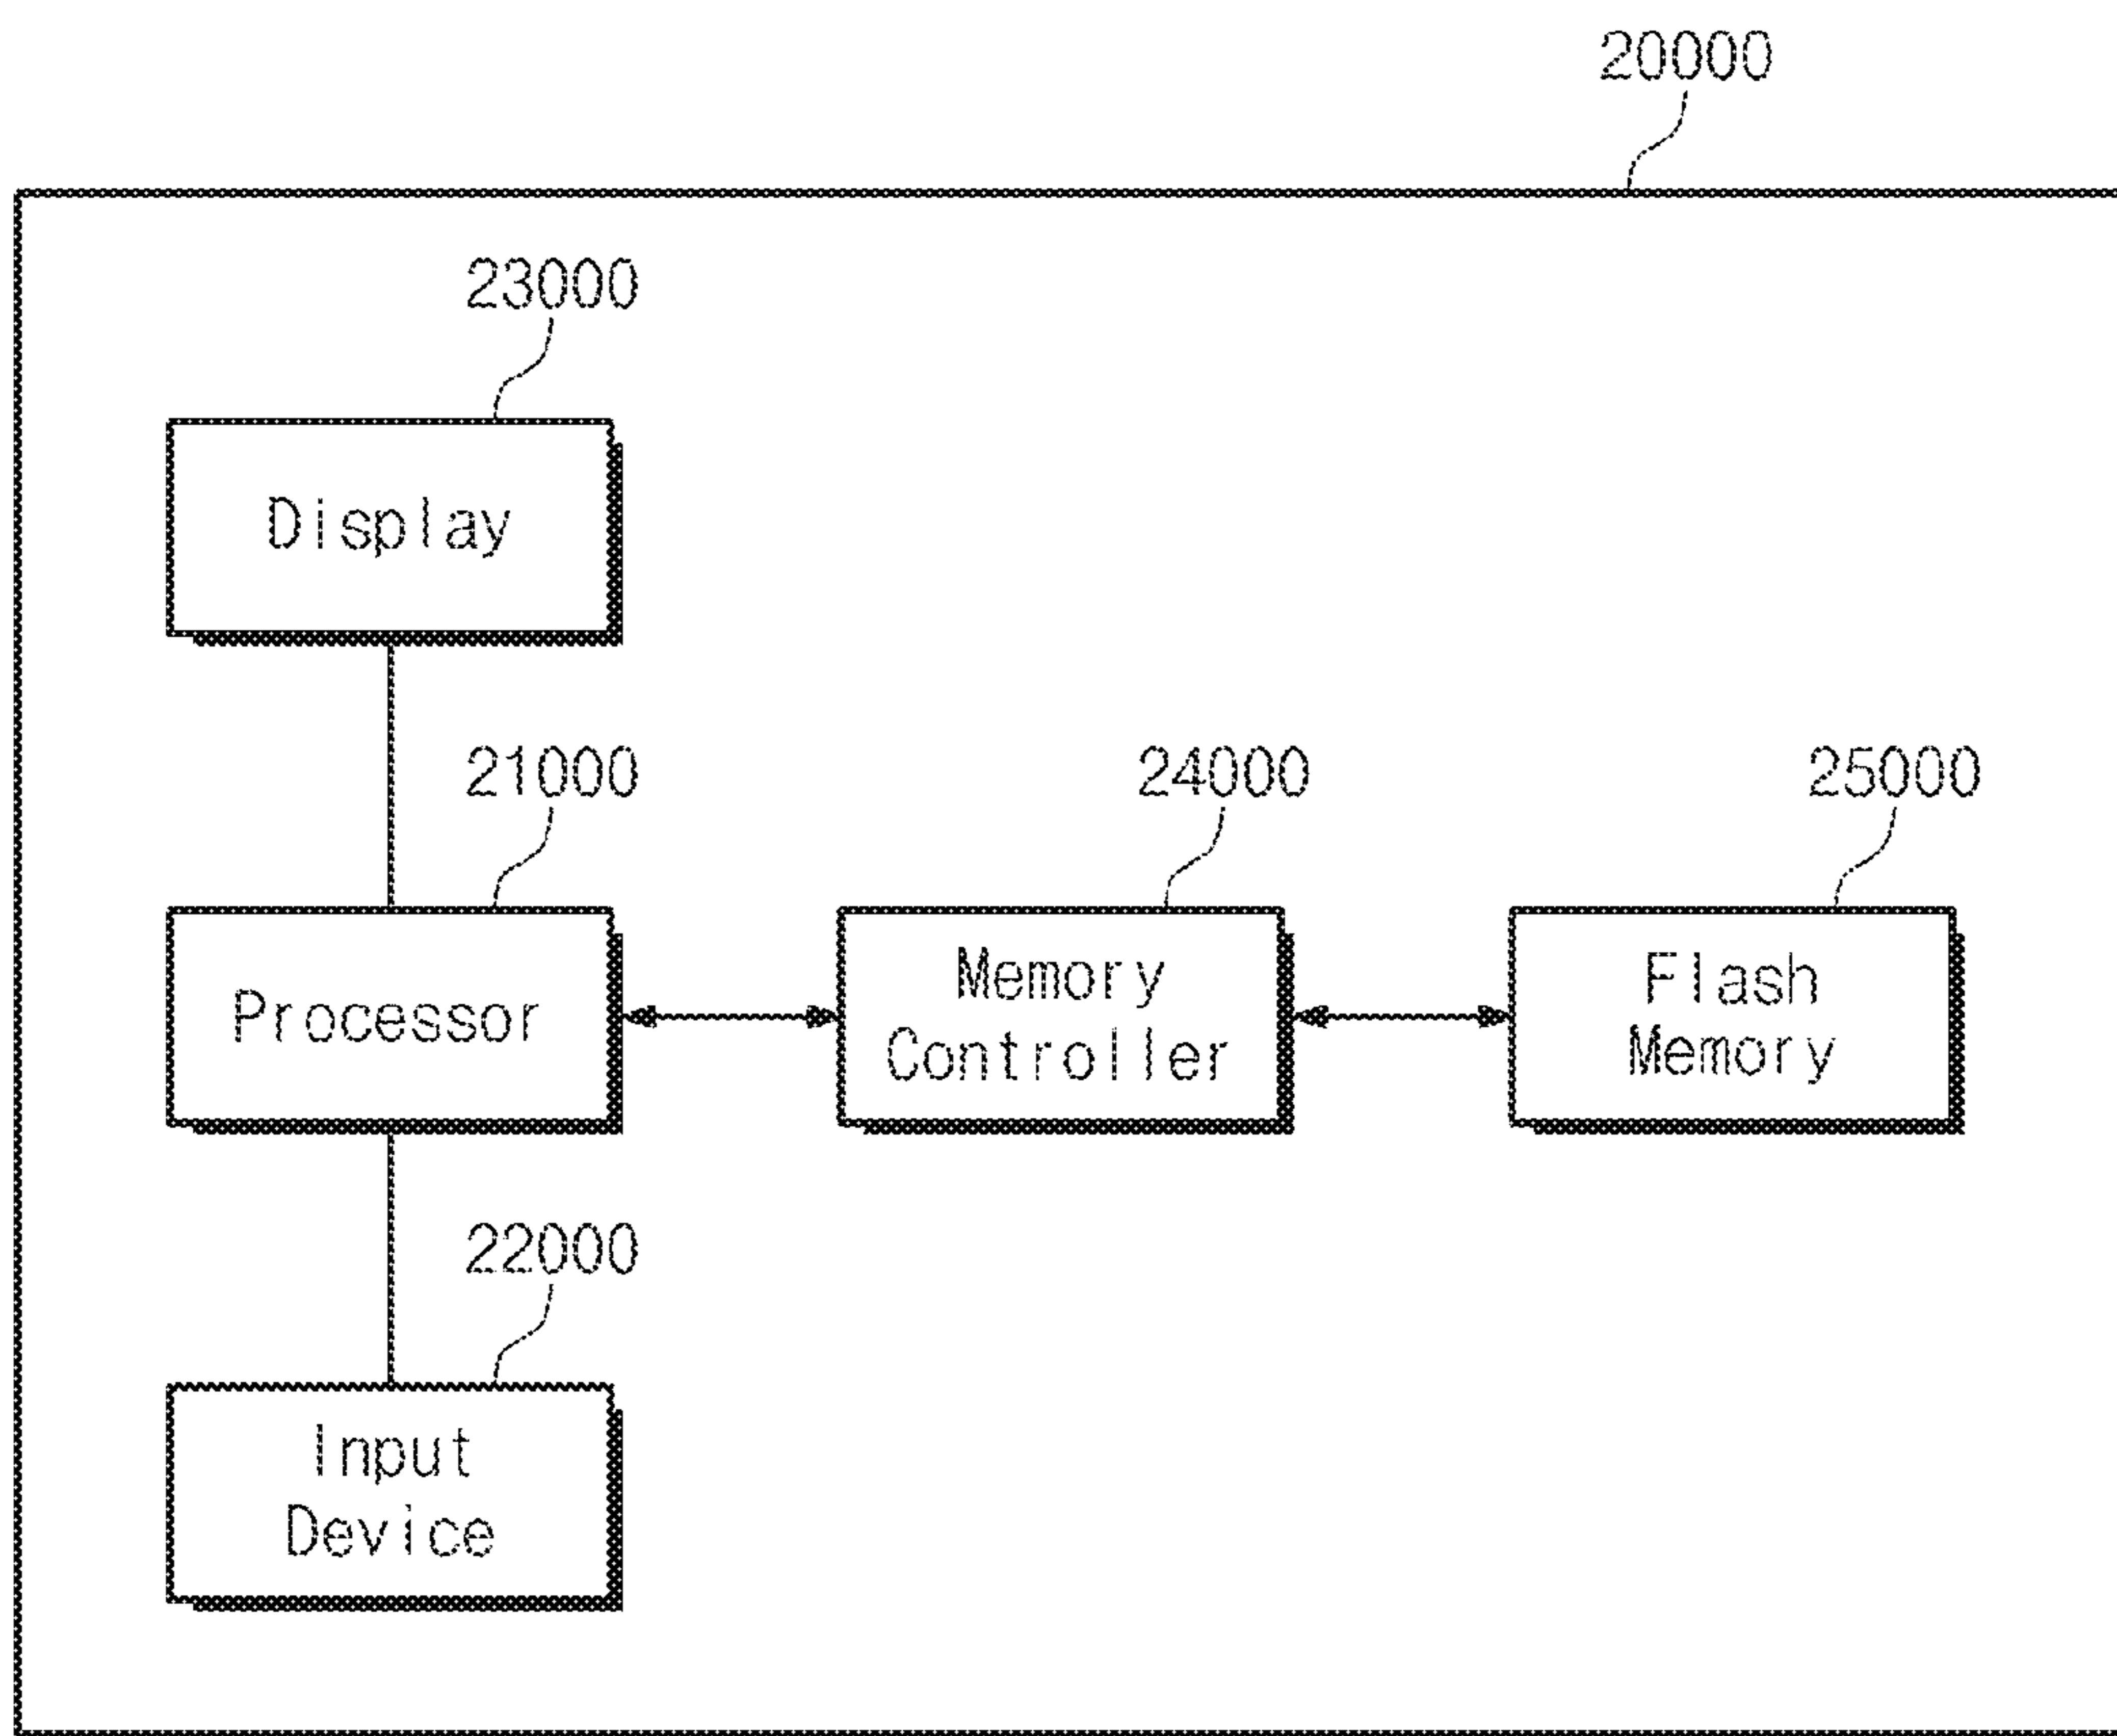 20000
23000
Display
21000
24000
25000
Processor
Memory
Controller
Flash
Memory
22000
Input
Device